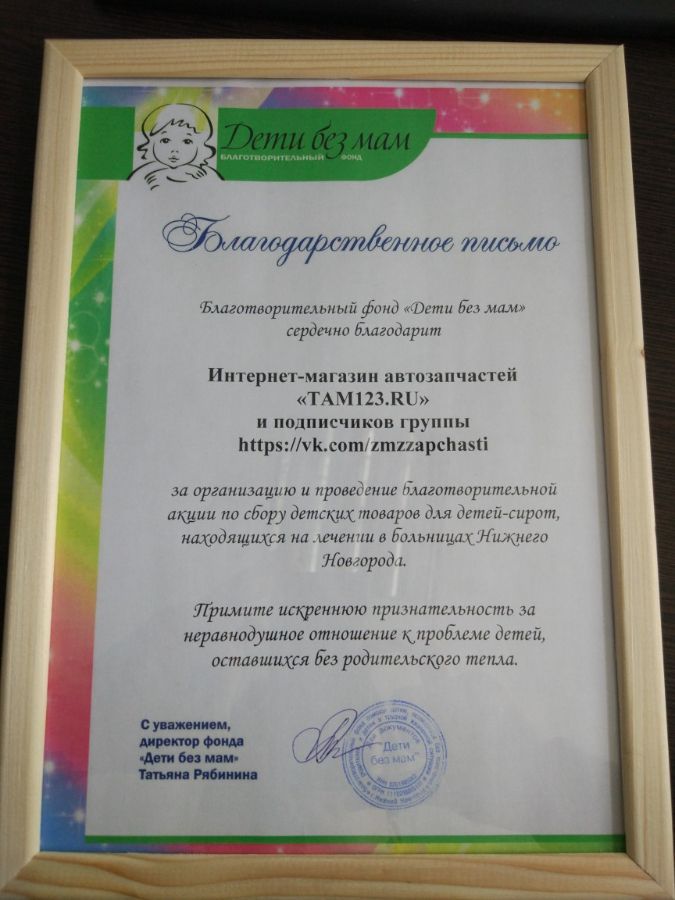 Дети без мам
БЛАГОТВОРИТЕЛЬНЫЙ ФОНД
Благодарственное письмо
Благотворительный фонд «Дети без мам»
сердечно благодарит
Интернет-магазин автозапчастей
«ТАМ123.RU»
и подписчиков группы
https://vk.com/zmzzapchasti
за организацию и проведение благотворительной
акции по сбору детских товаров для детей-сирот,
находящихся на лечении в больницах Нижнего
Новгорода.
Примите искреннюю признательность за
неравнодушное отношение к проблеме детей,
оставшихся без родительского тепла.
С уважением,
директор фонда
«Дети без мам»
Татьяна Рябинина
Для документов
"Дети
без мам"